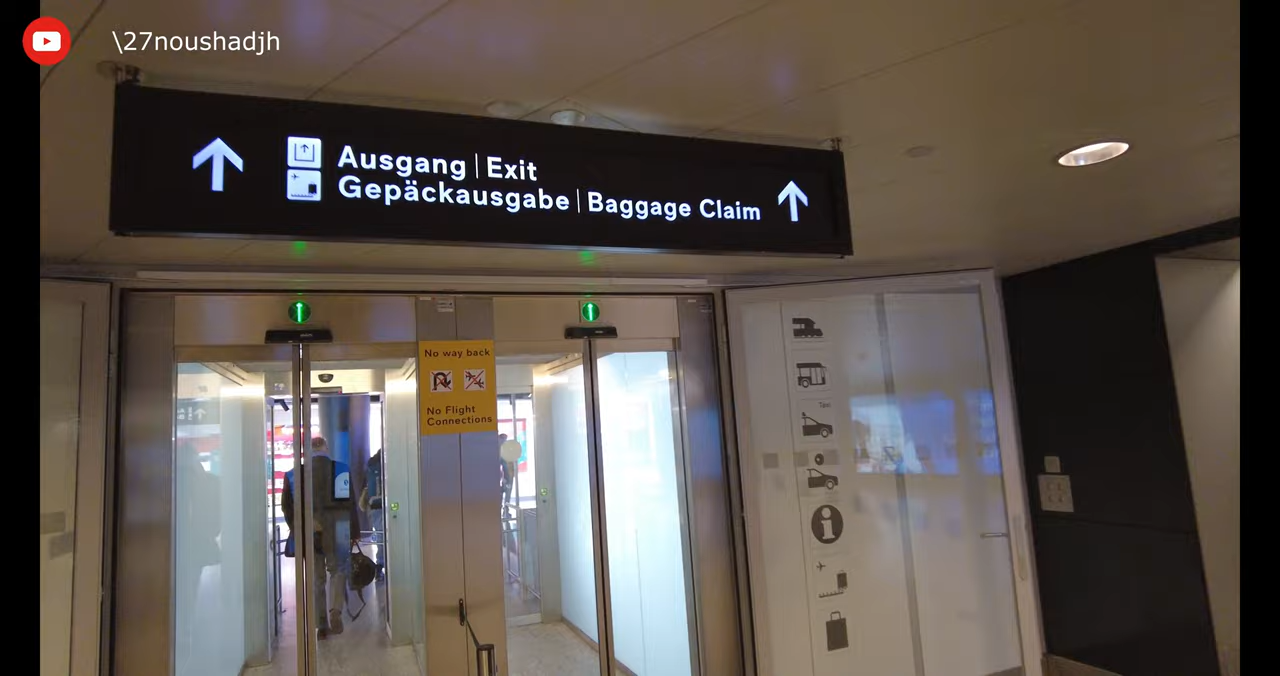 \27noushadjh
Ausgang | Exit
Gepäckausgabe | Baggage Claim
No way back
No Flight
Connections
Taxi